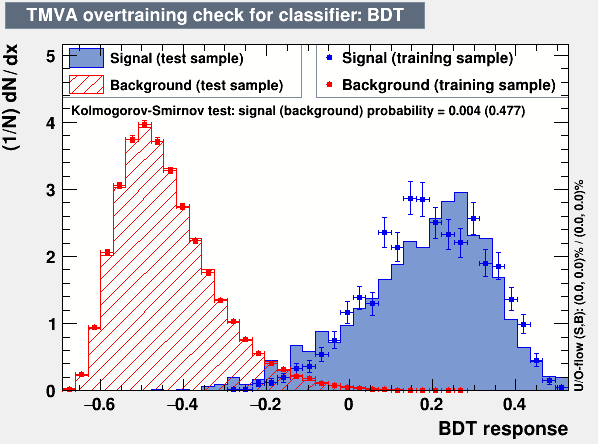 TMVA overtraining check for classifier: BDT
(1/N) dN / dx
5
4
3
2
1
0
Signal (test sample)
Background (test sample)
Signal (training sample)
Background (training sample)
Kolmogorov-Smirnov test: signal (background) probability = 0.004 (0.477)
U/O-flow (S,B): (0.0, 0.0)% / (0.0, 0.0)%
−0.6 −0.4 −0.2 0 0.2 0.4
BDT response